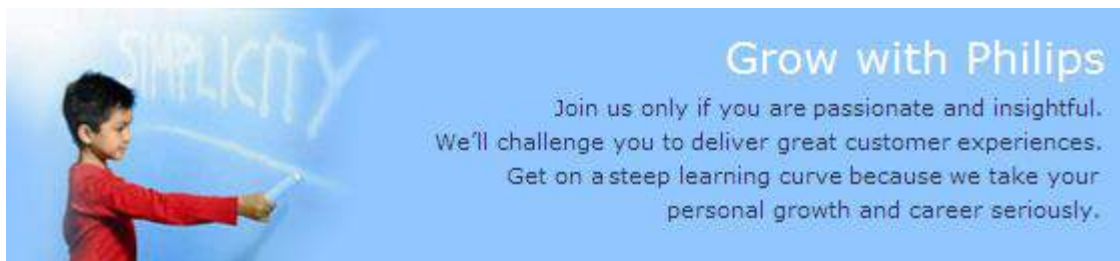 SIMPLICITY
Grow with Philips
Join us only if you are passionate and insightful.
We'll challenge you to deliver great customer experiences.
Get on a steep learning curve because we take your
personal growth and career seriously.